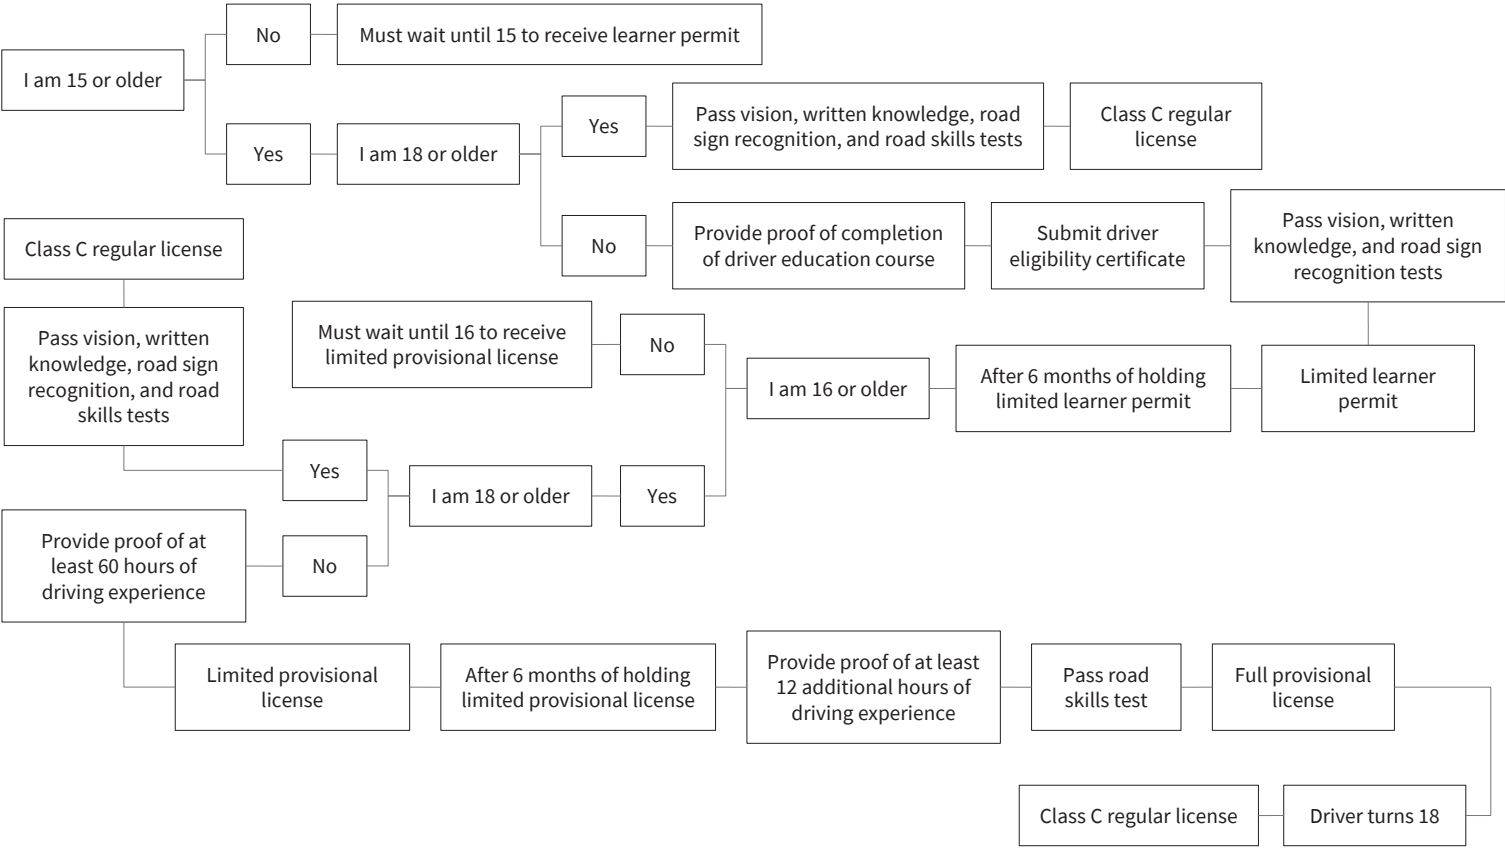 I am 15 or older
No
Must wait until 15 to receive learner permit
Yes
I am 18 or older
Yes
Pass vision, written knowledge, road
sign recognition, and road skills tests
Class C regular
license
No
Provide proof of completion
of driver education course
Submit driver
eligibility certificate
Pass vision, written
knowledge, and road sign
recognition tests
Limited learner
permit
After 6 months of holding
limited learner permit
I am 16 or older
No
Must wait until 16 to receive
limited provisional license
Yes
I am 18 or older
Yes
Pass vision, written
knowledge, road sign
recognition, and road
skills tests
Class C regular license
No
Provide proof of at
least 60 hours of
driving experience
Limited provisional
license
After 6 months of holding
limited provisional license
Provide proof of at least
12 additional hours of
driving experience
Pass road
skills test
Full provisional
license
Driver turns 18
Class C regular license